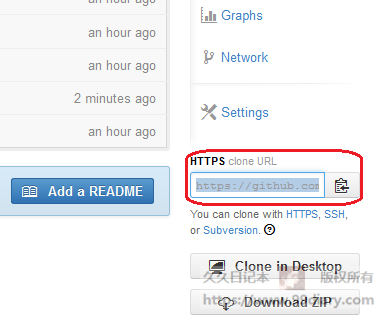 an hour ago
an hour ago
an hour ago
2 minutes ago
an hour ago
Add a README
Graphs
Network
Settings
HTTPS clone URL
https://github.com
You can clone with HTTPS, SSH,
or Subversion.
Clone in Desktop
Download ZIP
久久日记本 版权所有